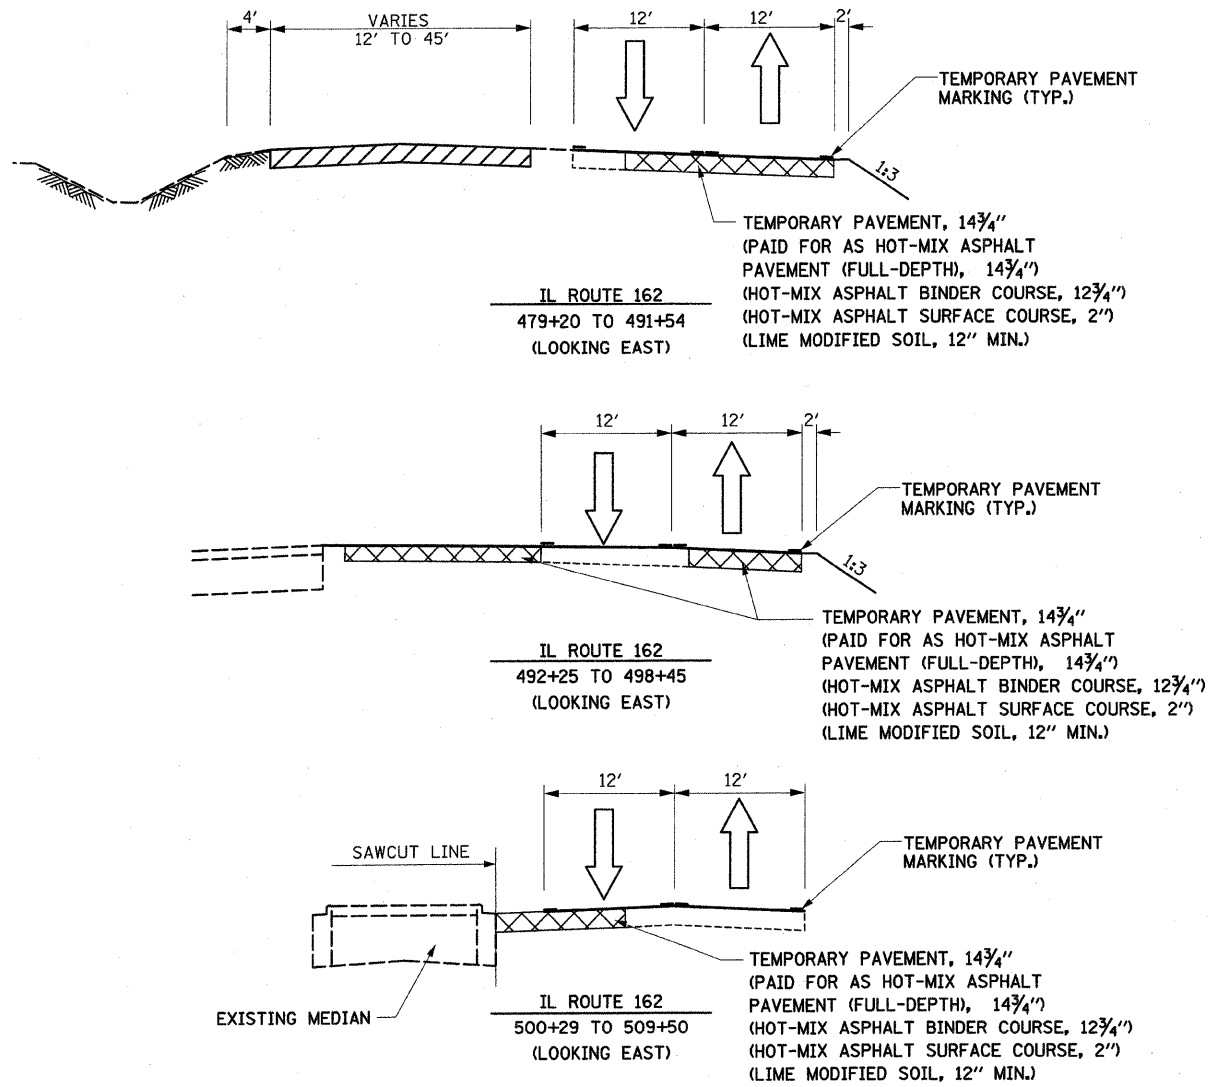 4'
VARIES
12' TO 45'
12'
12'
2'
TEMPORARY PAVEMENT
MARKING (TYP.)
1:3
TEMPORARY PAVEMENT, 14¾"
(PAID FOR AS HOT-MIX ASPHALT
PAVEMENT (FULL-DEPTH), 14¾")
(HOT-MIX ASPHALT BINDER COURSE, 12¾")
(HOT-MIX ASPHALT SURFACE COURSE, 2")
(LIME MODIFIED SOIL, 12" MIN.)
IL ROUTE 162
479+20 TO 491+54
(LOOKING EAST)
12'
12'
2'
TEMPORARY PAVEMENT
MARKING (TYP.)
1:3
TEMPORARY PAVEMENT, 14¾"
(PAID FOR AS HOT-MIX ASPHALT
PAVEMENT (FULL-DEPTH), 14¾")
(HOT-MIX ASPHALT BINDER COURSE, 12¾")
(HOT-MIX ASPHALT SURFACE COURSE, 2")
(LIME MODIFIED SOIL, 12" MIN.)
IL ROUTE 162
492+25 TO 498+45
(LOOKING EAST)
12'
12'
SAWCUT LINE
TEMPORARY PAVEMENT
MARKING (TYP.)
TEMPORARY PAVEMENT, 14¾"
(PAID FOR AS HOT-MIX ASPHALT
PAVEMENT (FULL-DEPTH), 14¾")
(HOT-MIX ASPHALT BINDER COURSE, 12¾")
(HOT-MIX ASPHALT SURFACE COURSE, 2")
(LIME MODIFIED SOIL, 12" MIN.)
EXISTING MEDIAN
IL ROUTE 162
500+29 TO 509+50
(LOOKING EAST)